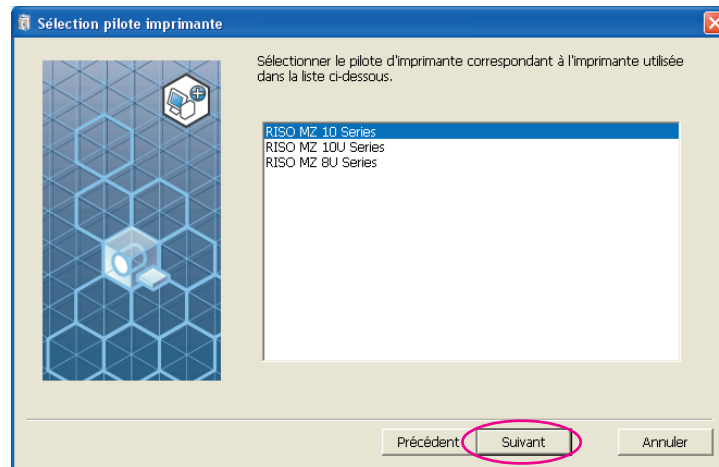 Sélection pilote imprimante
Sélectionner le pilote d'imprimante correspondant à l'imprimante utilisée
dans la liste ci-dessous.
RISO MZ 10 Series
RISO MZ 10U Series
RISO MZ 8U Series
Précédent
Suivant
Annuler